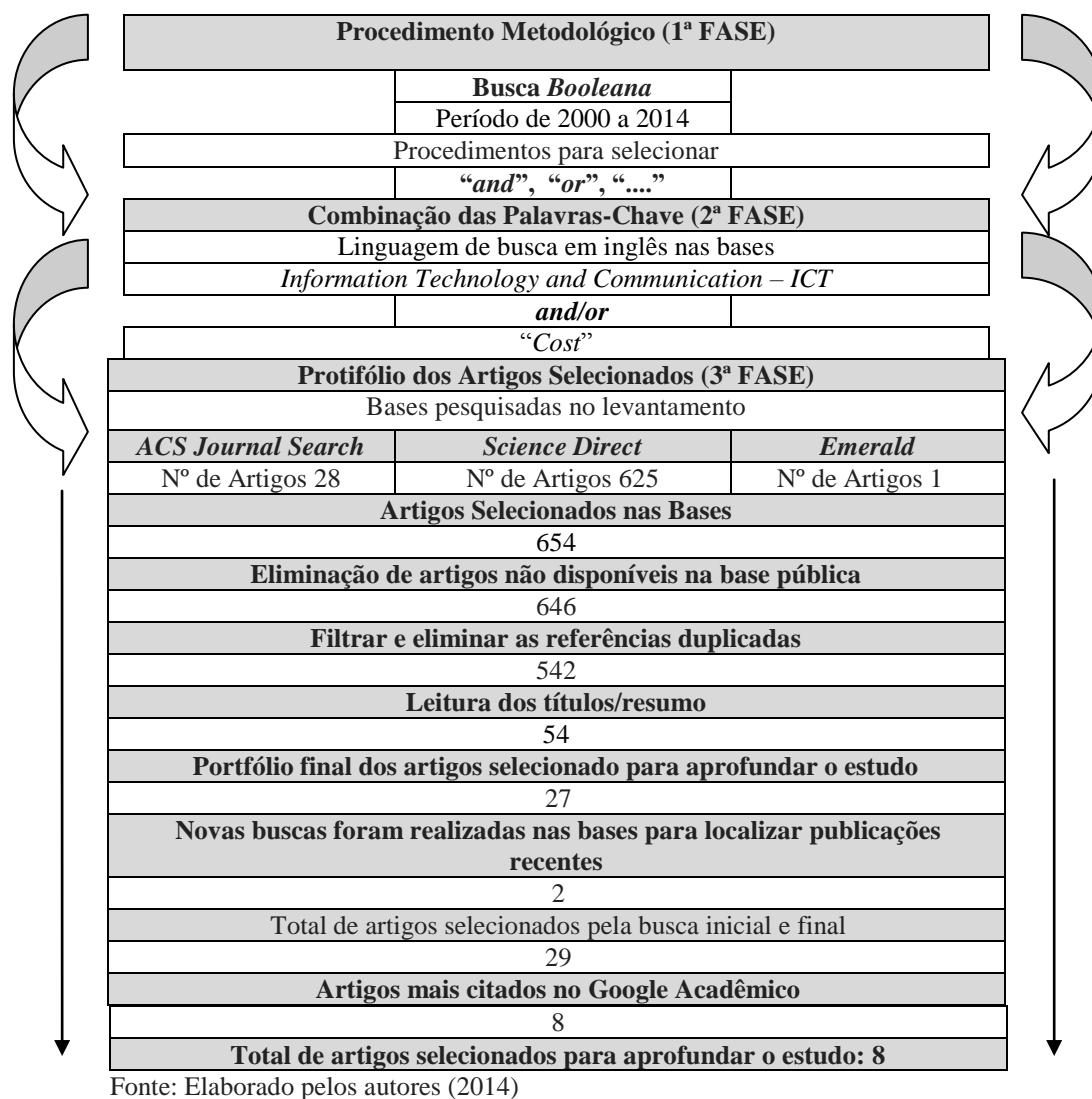 Procedimento Metodológico (1ª FASE)
Busca Booleana
Período de 2000 a 2014
Procedimentos para selecionar
“and”, “or”, “....”
Combinação das Palavras-Chave (2ª FASE)
Linguagem de busca em inglês nas bases
Information Technology and Communication – ICT
and/or
“Cost”
Protifólio dos Artigos Selecionados (3ª FASE)
Bases pesquisadas no levantamento
ACS Journal Search Science Direct Emerald
Nº de Artigos 28 Nº de Artigos 625 Nº de Artigos 1
Artigos Selecionados nas Bases
654
Eliminação de artigos não disponíveis na base pública
646
Filtrar e eliminar as referências duplicadas
542
Leitura dos títulos/resumo
54
Portfólio final dos artigos selecionado para aprofundar o estudo
27
Novas buscas foram realizadas nas bases para localizar publicações
recentes
2
Total de artigos selecionados pela busca inicial e final
29
Artigos mais citados no Google Acadêmico
8
Total de artigos selecionados para aprofundar o estudo: 8
Fonte: Elaborado pelos autores (2014)